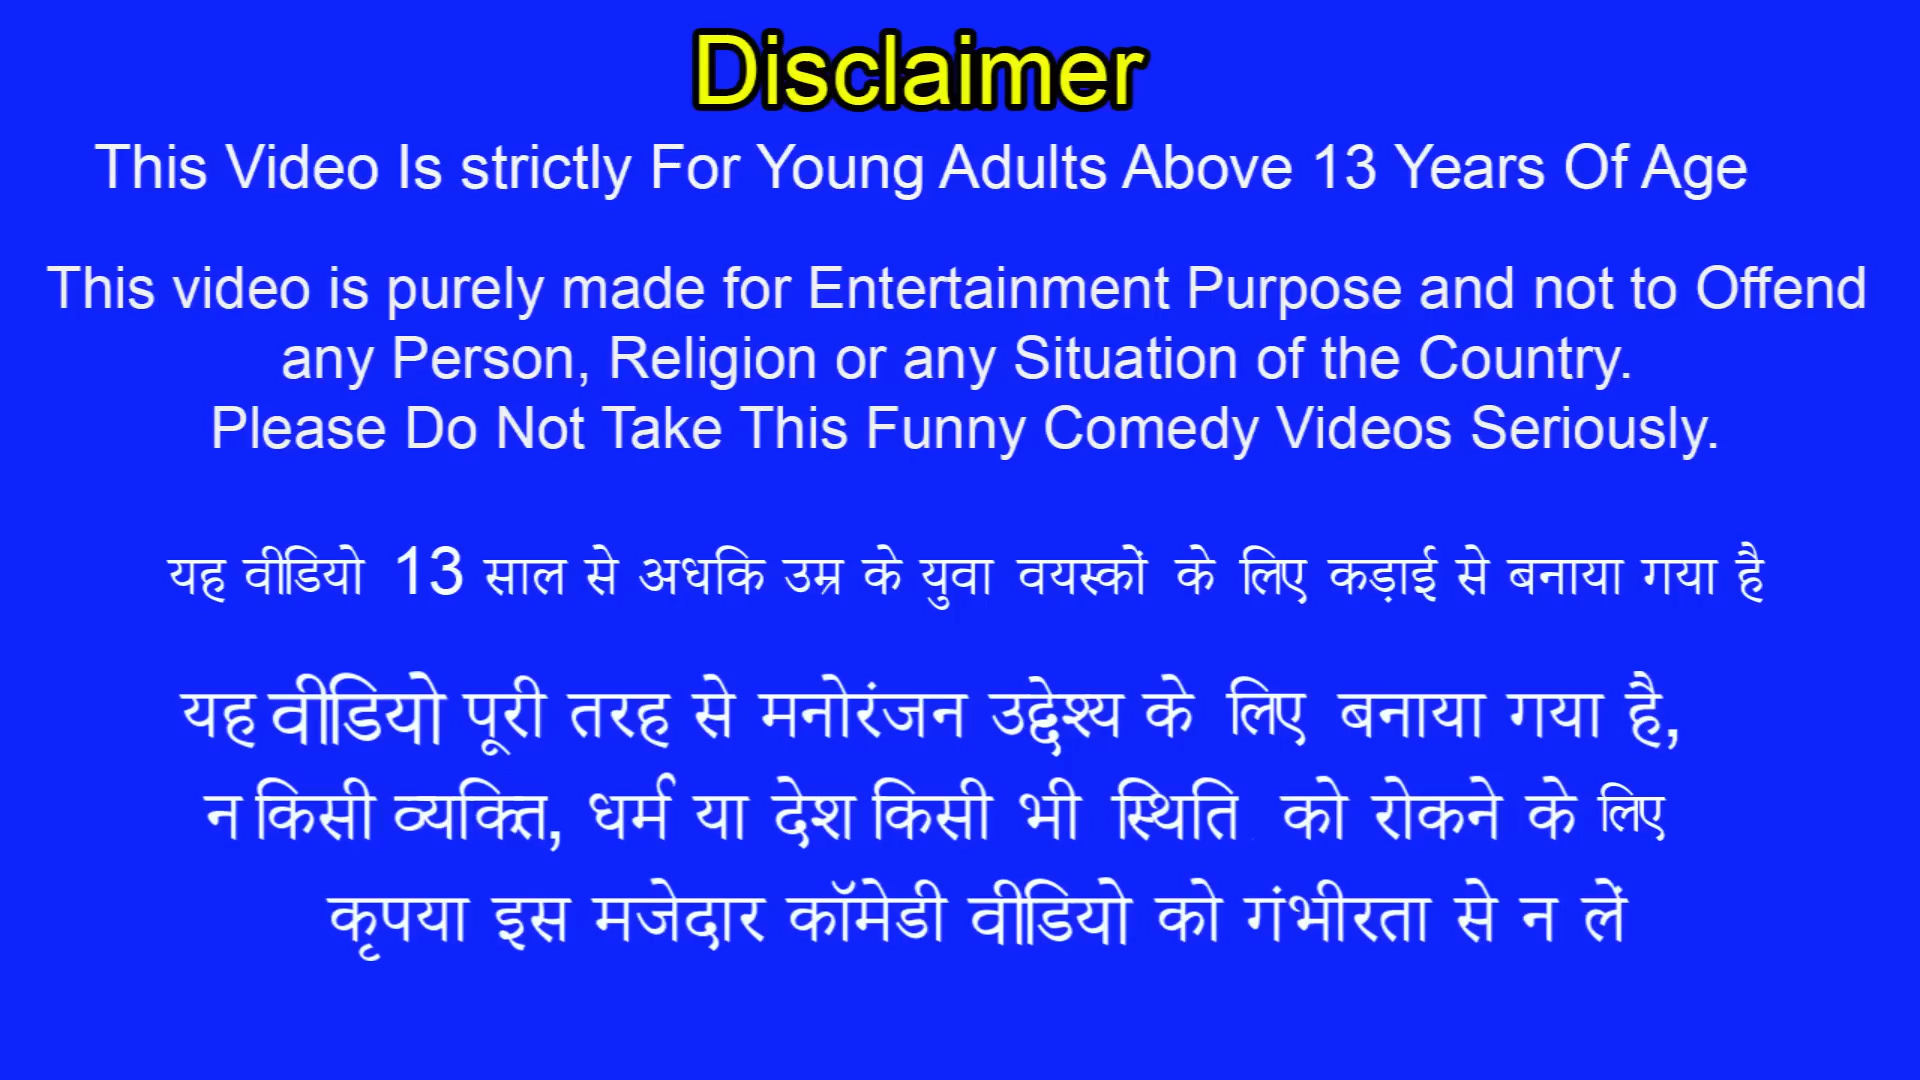 Disclaimer
This Video Is strictly For Young Adults Above 13 Years Of Age
This video is purely made for Entertainment Purpose and not to Offend
any Person, Religion or any Situation of the Country.
Please Do Not Take This Funny Comedy Videos Seriously.
यह वीडियो 13 साल से अधकि उम्र के युवा वयस्कों के लिए कड़ाई से बनाया गया है
यह वीडियो पूरी तरह से मनोरंजन उद्देश्य के लिए बनाया गया है,
न किसी व्यक्ति, धर्म या देश किसी भी स्थिति को रोकने के लिए
कृपया इस मजेदार कॉमेडी वीडियो को गंभीरता से न लें